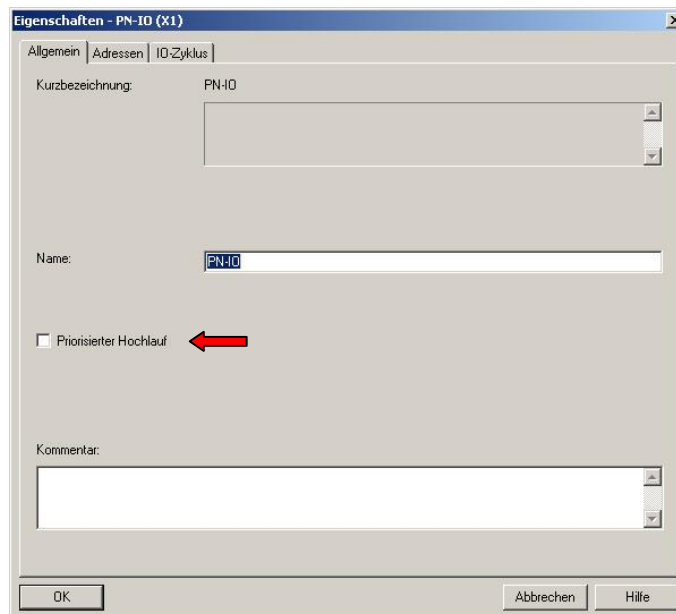 Eigenschaften - PN-IO (X1)
Allgemein Adressen IO-Zyklus
Kurzbezeichnung: PN-IO
Name: PN-IO
Priorisierter Hochlauf
Kommentar:
OK Abbrechen Hilfe